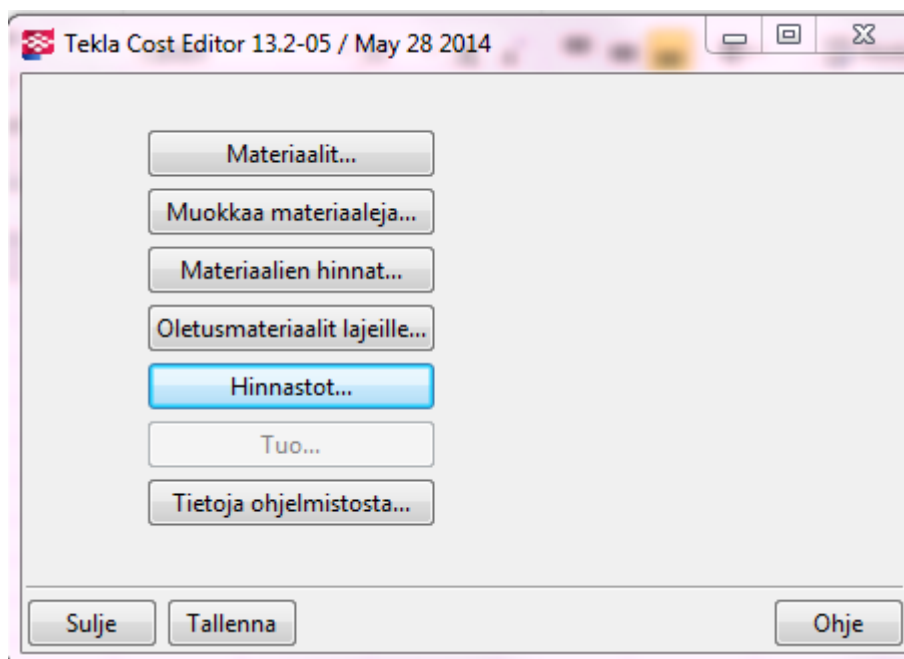 Tekla Cost Editor 13.2-05 / May 28 2014
Materiaalit...
Muokkaa materiaaleja...
Materiaalien hinnat...
Oletusmateriaalit lajeille...
Hinnastot...
Tuo...
Tietoja ohjelmistosta...
Sulje Tallenna Ohje